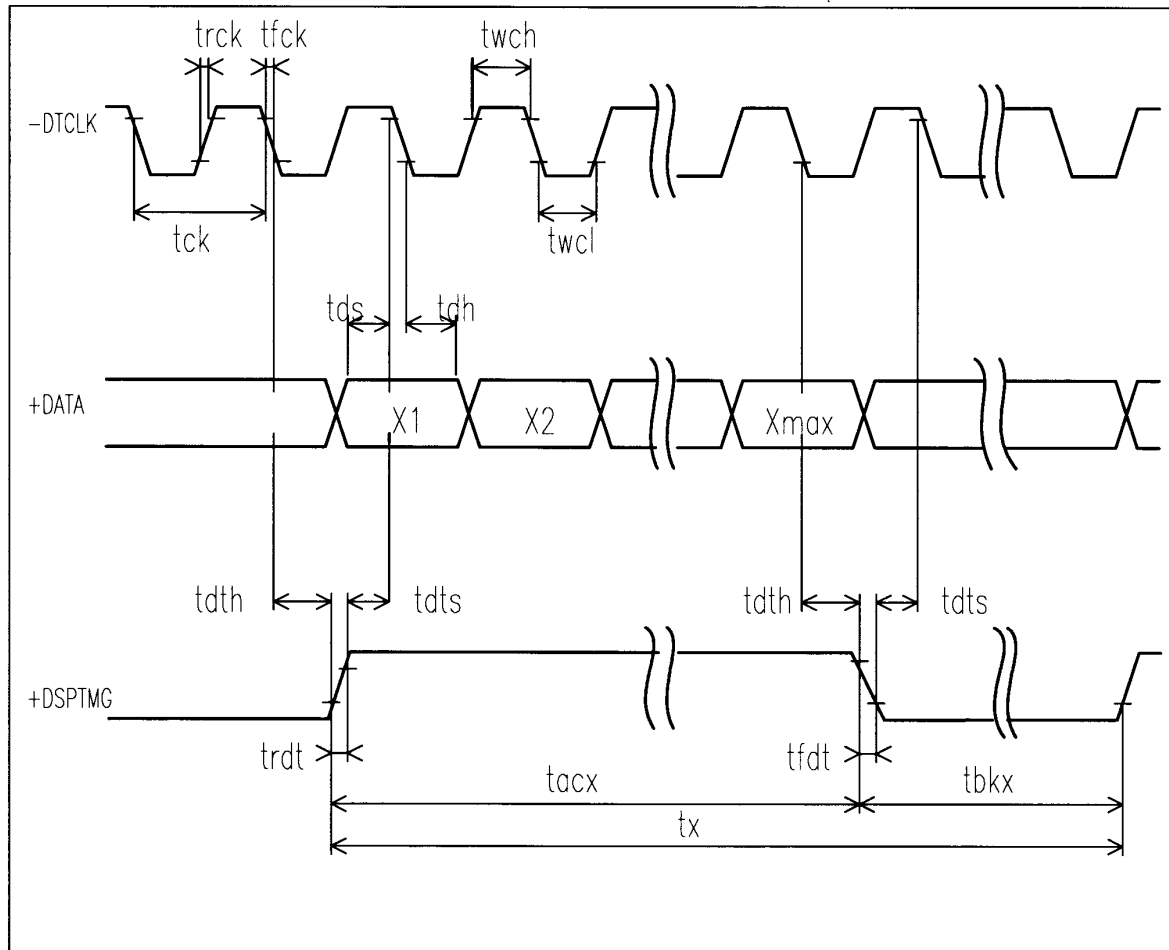 trck tfck twch
-DTCLK
tck twcl
tds tdh
+DATA X1 X2 Xmax
tdth tdts tdth tdts
+DSPTMG
trdt tfdt
tacx tbkx
tx